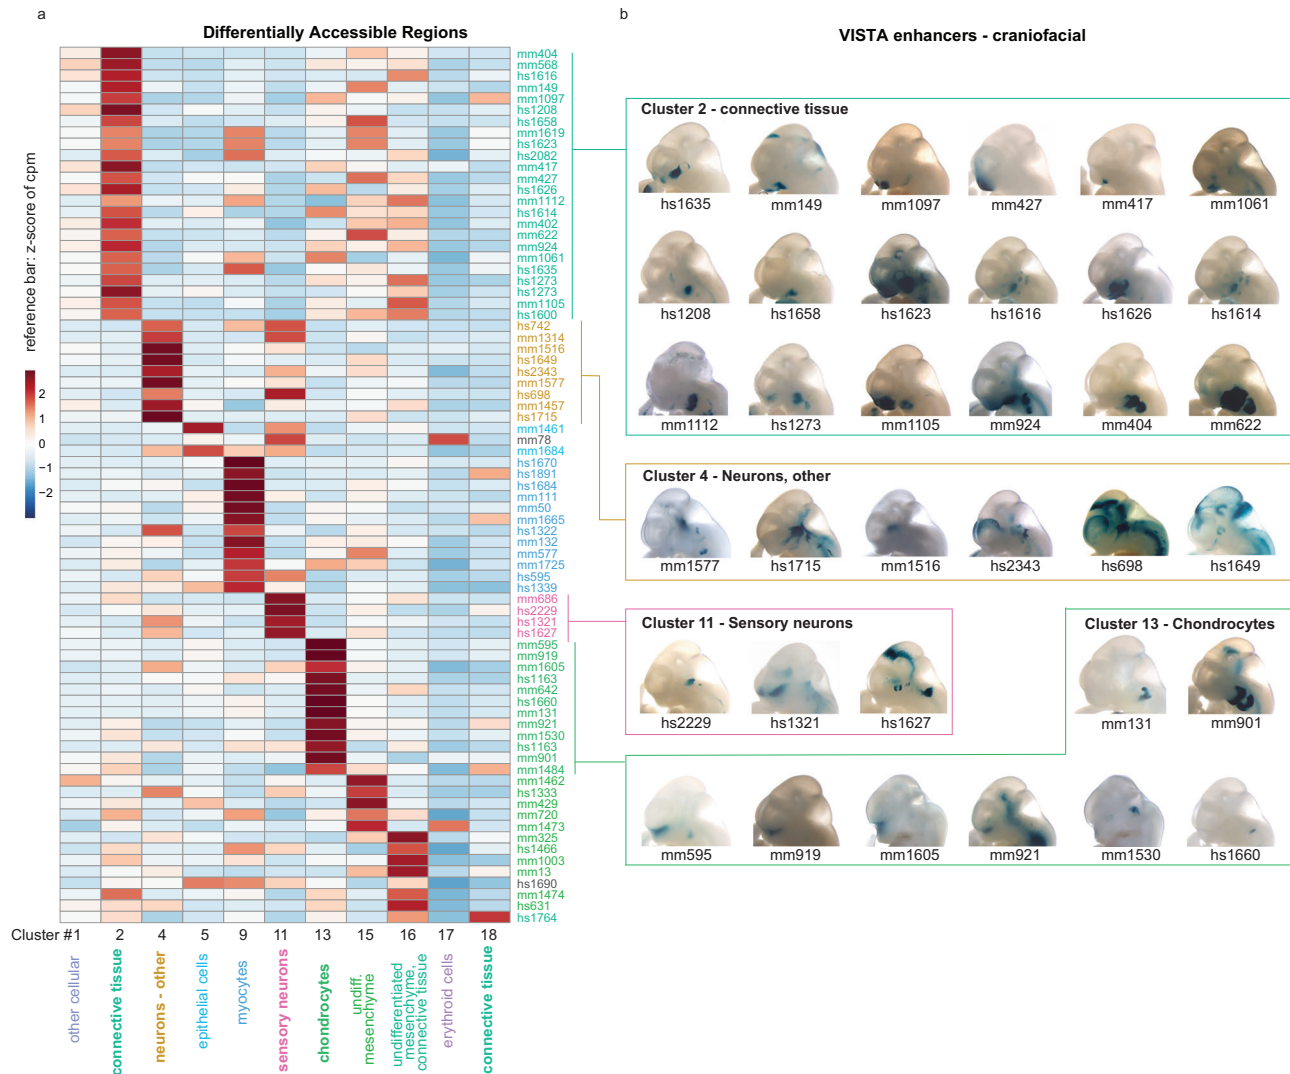 a
b
Differentially Accessible Regions
VISTA enhancers - craniofacial
reference bar: z-score of cpm
2
1
0
−1
−2
mm404
mm568
hs1616
mm149
mm1097
hs1208
hs1658
mm1619
hs1623
hs2082
mm417
mm427
hs1626
mm1112
hs1614
mm402
mm622
mm924
mm1061
hs1635
hs1273
hs1273
mm1105
hs1600
hs742
mm1314
mm1516
hs1649
hs2343
mm1577
hs698
mm1457
hs1715
mm1461
mm78
mm1684
hs1670
hs1891
hs1684
mm111
mm50
mm1665
hs1322
mm132
mm577
mm1725
hs595
hs1339
mm686
hs2229
hs1321
hs1627
mm595
mm919
mm1605
hs1163
mm642
hs1660
mm131
mm921
mm1530
hs1163
mm901
mm1484
mm1462
hs1333
mm429
mm720
mm1473
mm325
hs1466
mm1003
mm13
hs1690
mm1474
hs631
hs1764
Cluster #1 2 4 5 9 11 13 15 16 17 18
other cellular
connective tissue
neurons - other
epithelial cells
myocytes
sensory neurons
chondrocytes
undiff.
mesenchyme
undifferentiated
mesenchyme,
connective tissue
erythroid cells
connective tissue
Cluster 2 - connective tissue
hs1635 mm149 mm1097 mm427 mm417 mm1061
hs1208 hs1658 hs1623 hs1616 hs1626 hs1614
mm1112 hs1273 mm1105 mm924 mm404 mm622
Cluster 4 - Neurons, other
mm1577 hs1715 mm1516 hs2343 hs698 hs1649
Cluster 11 - Sensory neurons
hs2229 hs1321 hs1627
Cluster 13 - Chondrocytes
mm131 mm901
mm595 mm919 mm1605 mm921 mm1530 hs1660